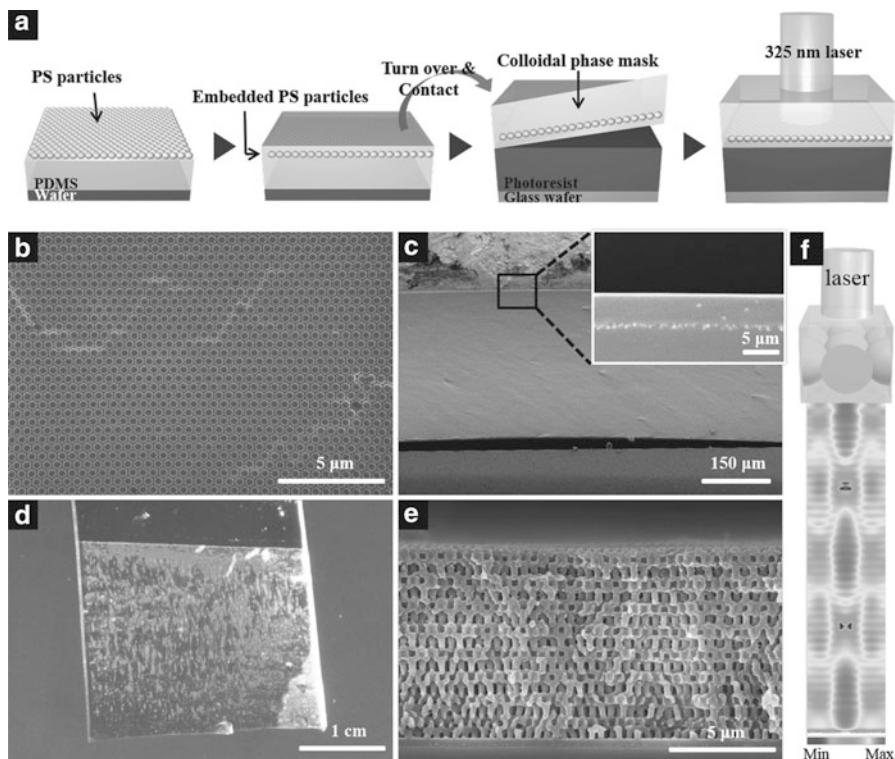 a
PS particles
Embedded PS particles
Turn over &
Contact
Colloidal phase mask
325 nm laser
PDMS
Wafer
Photoresist
Glass wafer
b
5 µm
c
5 µm
150 µm
f
laser
d
1 cm
e
5 µm
Min Max